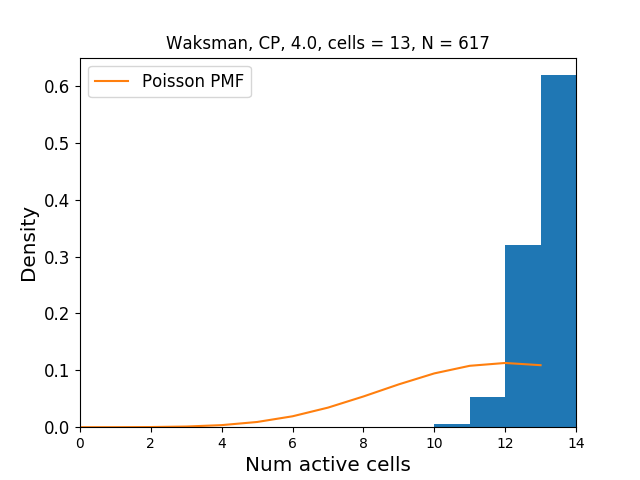 Waksman, CP, 4.0, cells = 13, N = 617
Poisson PMF
0.6
0.5
0.4
0.3
0.2
0.1
0.0
Density
0 2 4 6 8 10 12 14
Num active cells